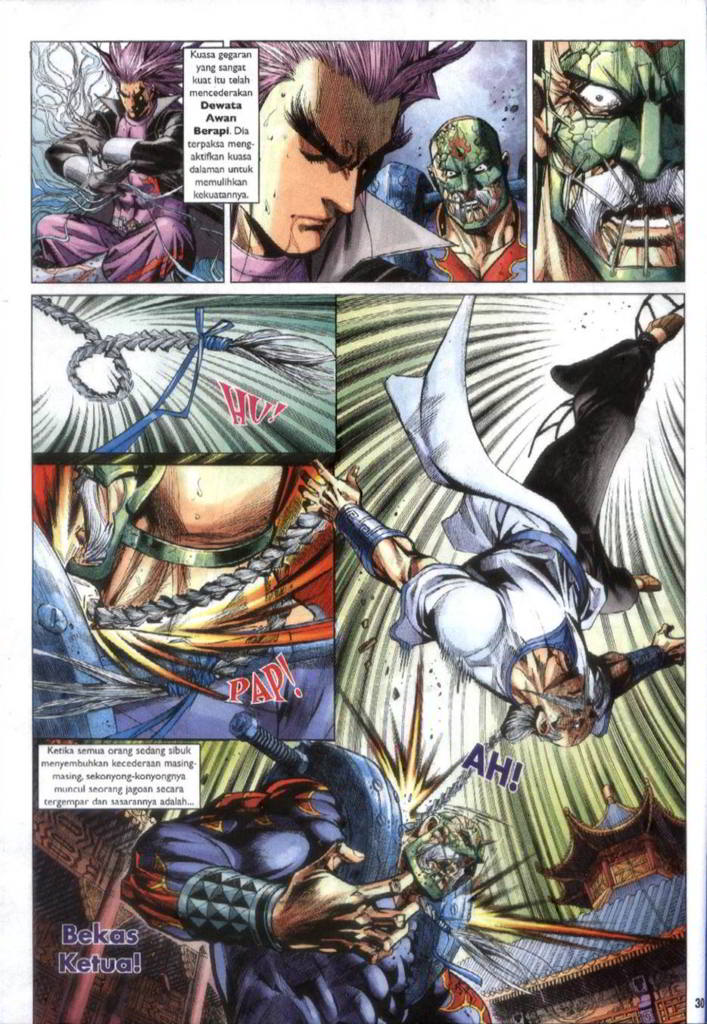 Kuasa gegaran
yang sangat
kuat itu telah
mencederakan
Dewata
Awan
Berapi. Dia
terpaksa meng-
aktifkan kuasa
dalaman untuk
memulihkan
kekuatannya.
HU!
PAP!
AH!
Ketika semua orang sedang sibuk
menyembuhkan kecederaan masing-
masing, sekonyong-konyongnya
muncul seorang jagoan secara
tergempar dan sasarannya adalah...
Bekas
Ketua!
30